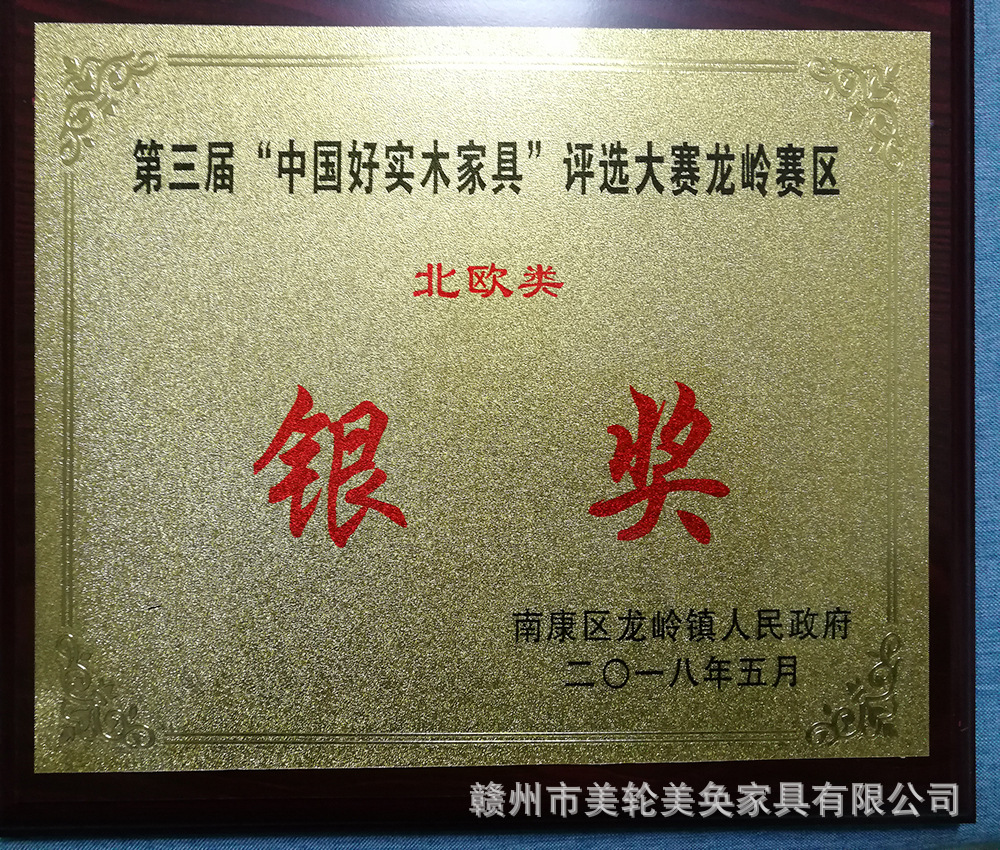 第三届“中国好实木家具”评选大赛龙岭赛区
北欧类
银奖
南康区龙岭镇人民政府
二〇一八年五月
赣州市美轮美奂家具有限公司